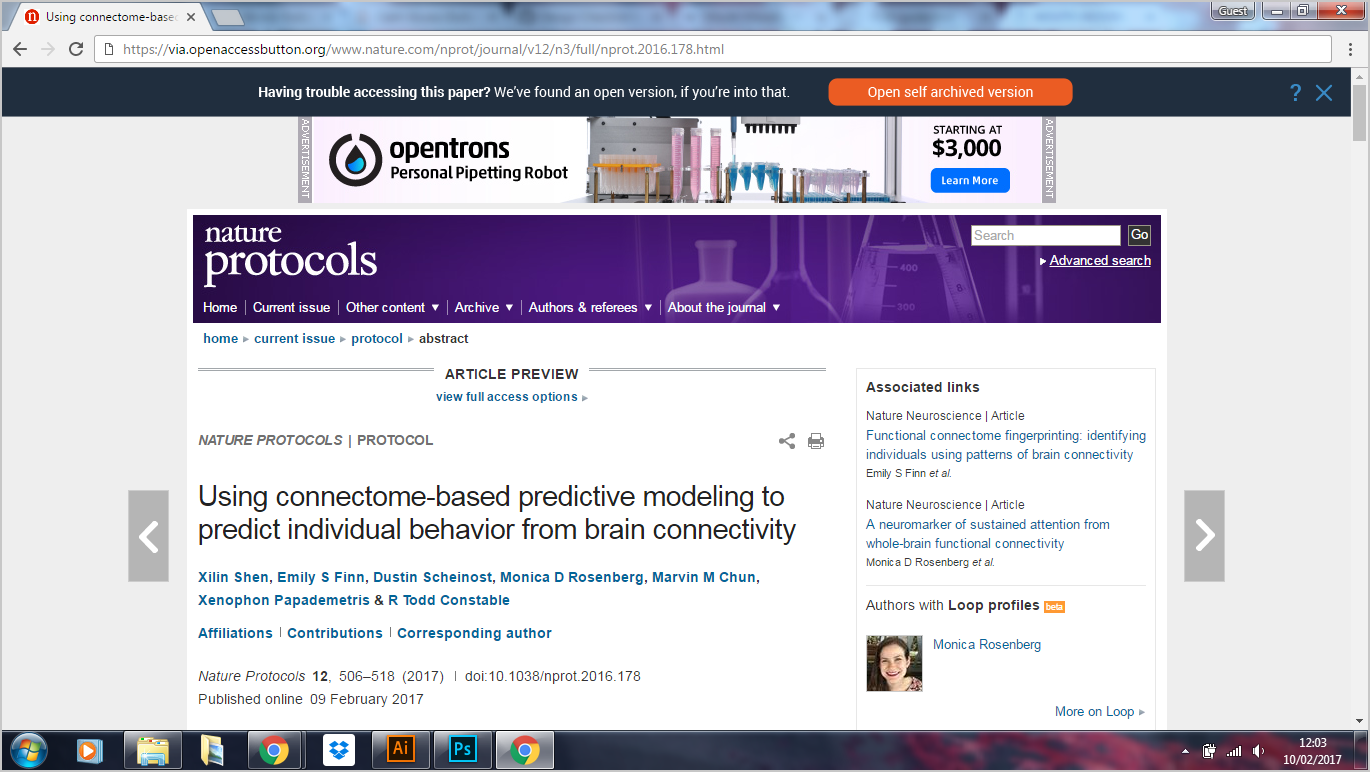 Using connectome-based
Guest
https://via.openaccessbutton.org/www.nature.com/nprot/journal/v12/n3/full/nprot.2016.178.html
Having trouble accessing this paper? We've found an open version, if you're into that.
Open self archived version
?
ADVERTISEMENT
opentrons
Personal Pipetting Robot
STARTING AT
$3,000
Learn More
ADVERTISEMENT
nature
protocols
Search
Go
Advanced search
400
300
8
Home
Current issue
Other content
Archive
Authors & referees
About the journal
home
current issue
protocol
abstract
ARTICLE PREVIEW
view full access options
NATURE PROTOCOLS | PROTOCOL
Using connectome-based predictive modeling to
predict individual behavior from brain connectivity
Xilin Shen, Emily S Finn, Dustin Scheinost, Monica D Rosenberg, Marvin M Chun,
Xenophon Papademetris & R Todd Constable
Affiliations | Contributions | Corresponding author
Nature Protocols 12, 506–518 (2017) | doi:10.1038/nprot.2016.178
Published online 09 February 2017
Associated links
Nature Neuroscience | Article
Functional connectome fingerprinting: identifying
individuals using patterns of brain connectivity
Emily S Finn et al.
Nature Neuroscience | Article
A neuromarker of sustained attention from
whole-brain functional connectivity
Monica D Rosenberg et al.
Authors with Loop profiles beta
Monica Rosenberg
More on Loop
Ai
Ps
12:03
10/02/2017